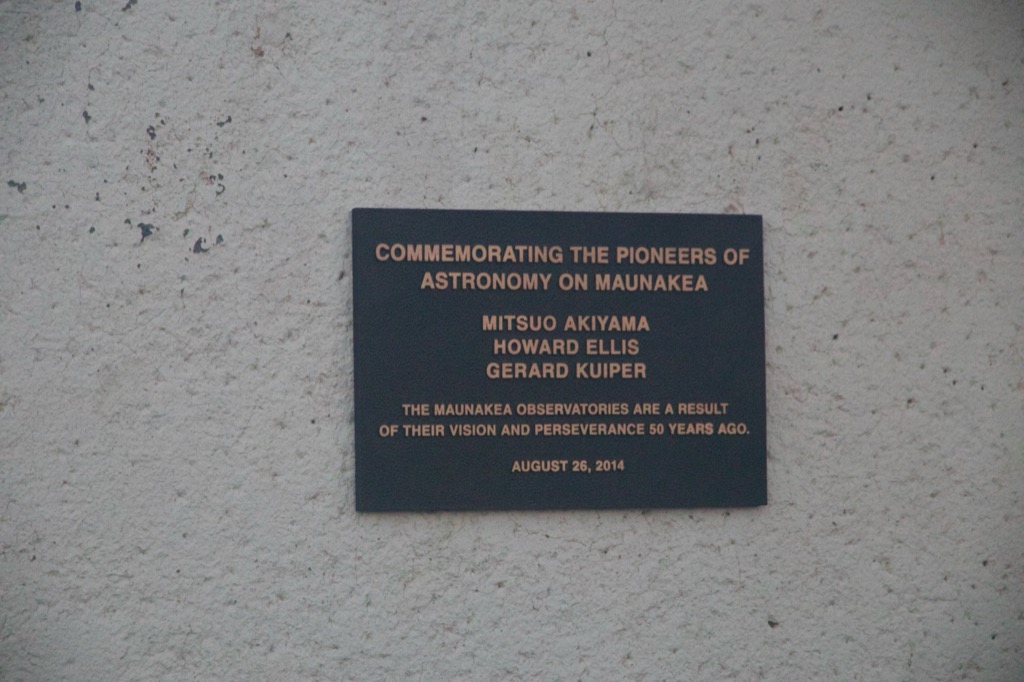 COMMEMORATING THE PIONEERS OF
ASTRONOMY ON MAUNAKEA
MITSUO AKIYAMA
HOWARD ELLIS
GERARD KUIPER
THE MAUNAKEA OBSERVATORIES ARE A RESULT
OF THEIR VISION AND PERSEVERANCE 50 YEARS AGO.
AUGUST 26, 2014